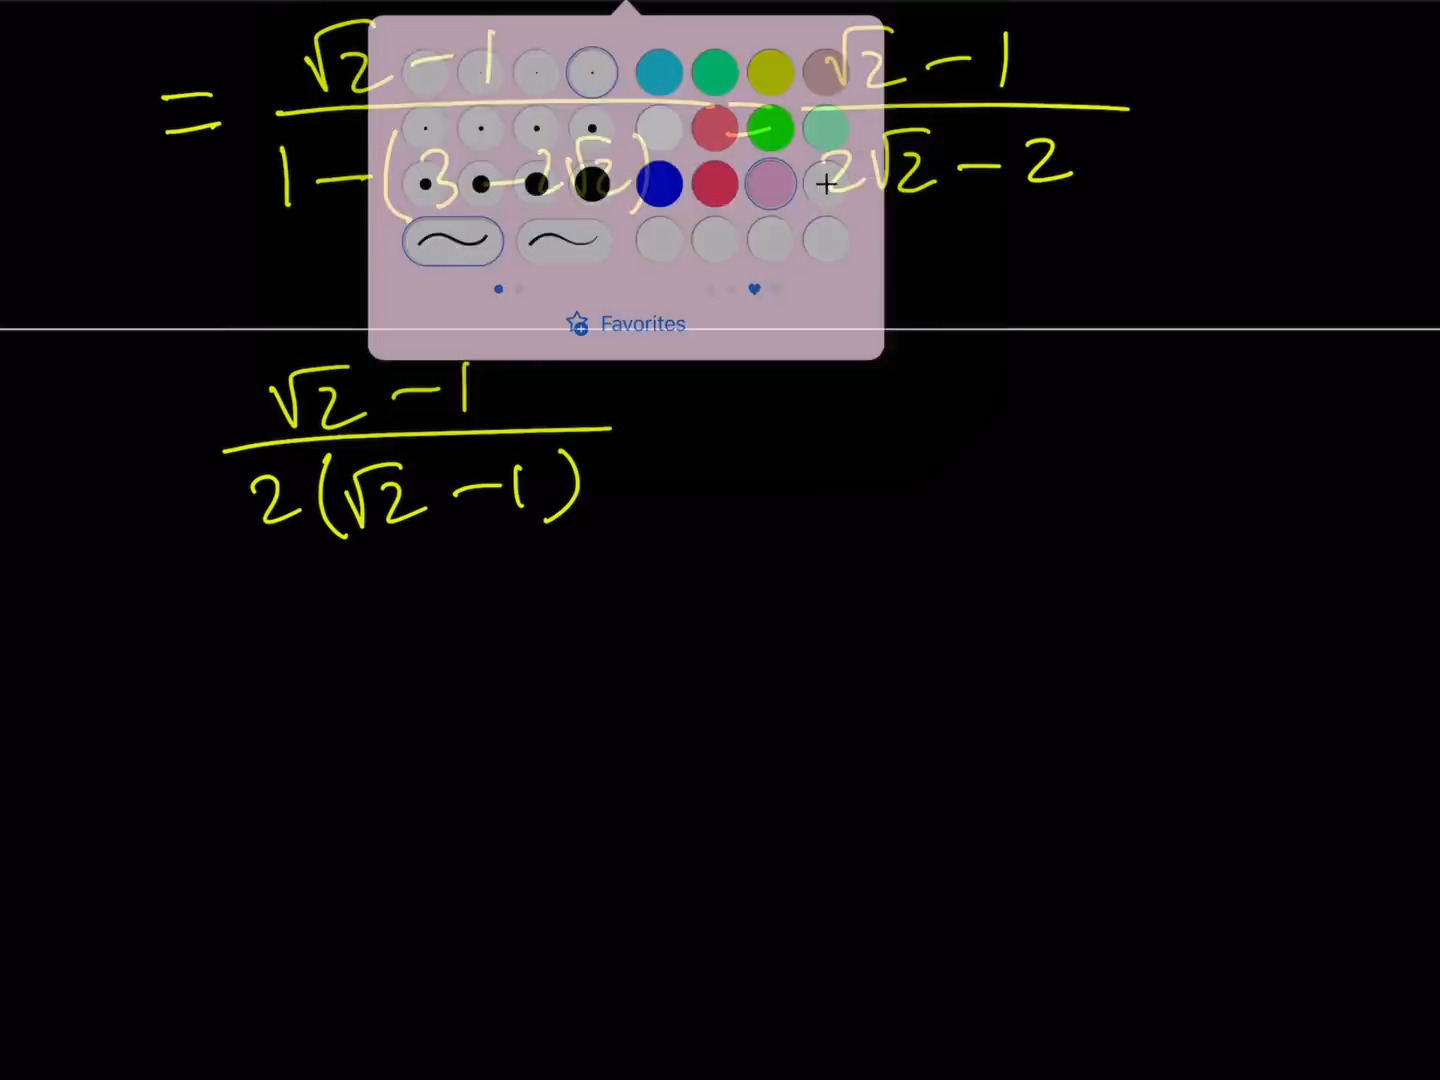 = √2 - 1 / 1 - (3 - 2√2) = √2 - 1 / 2√2 - 2
Favorites
√2 - 1 / 2(√2 - 1)